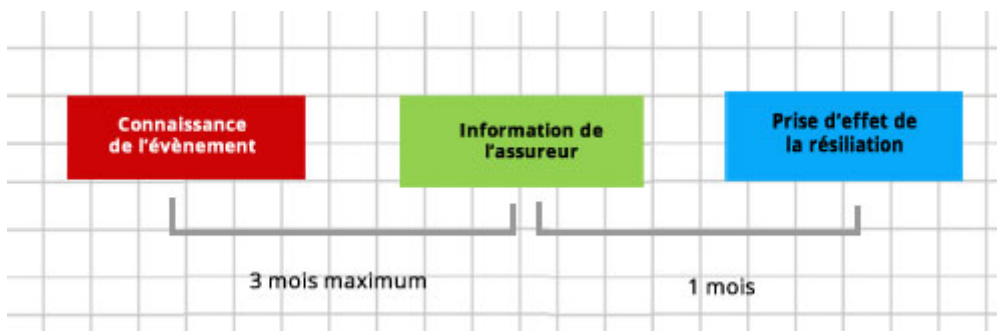 Connaissance
de l'évènement
Information de
l'assureur
Prise d'effet de
la résiliation
3 mois maximum
1 mois